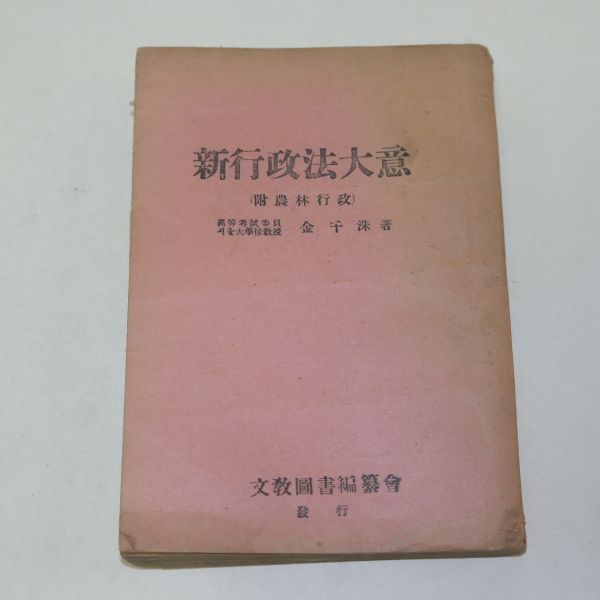 新行政法大意
(附農林行政)
高等考試委員
서울大學校敎授 金千洙著
文敎圖書編纂會
發行